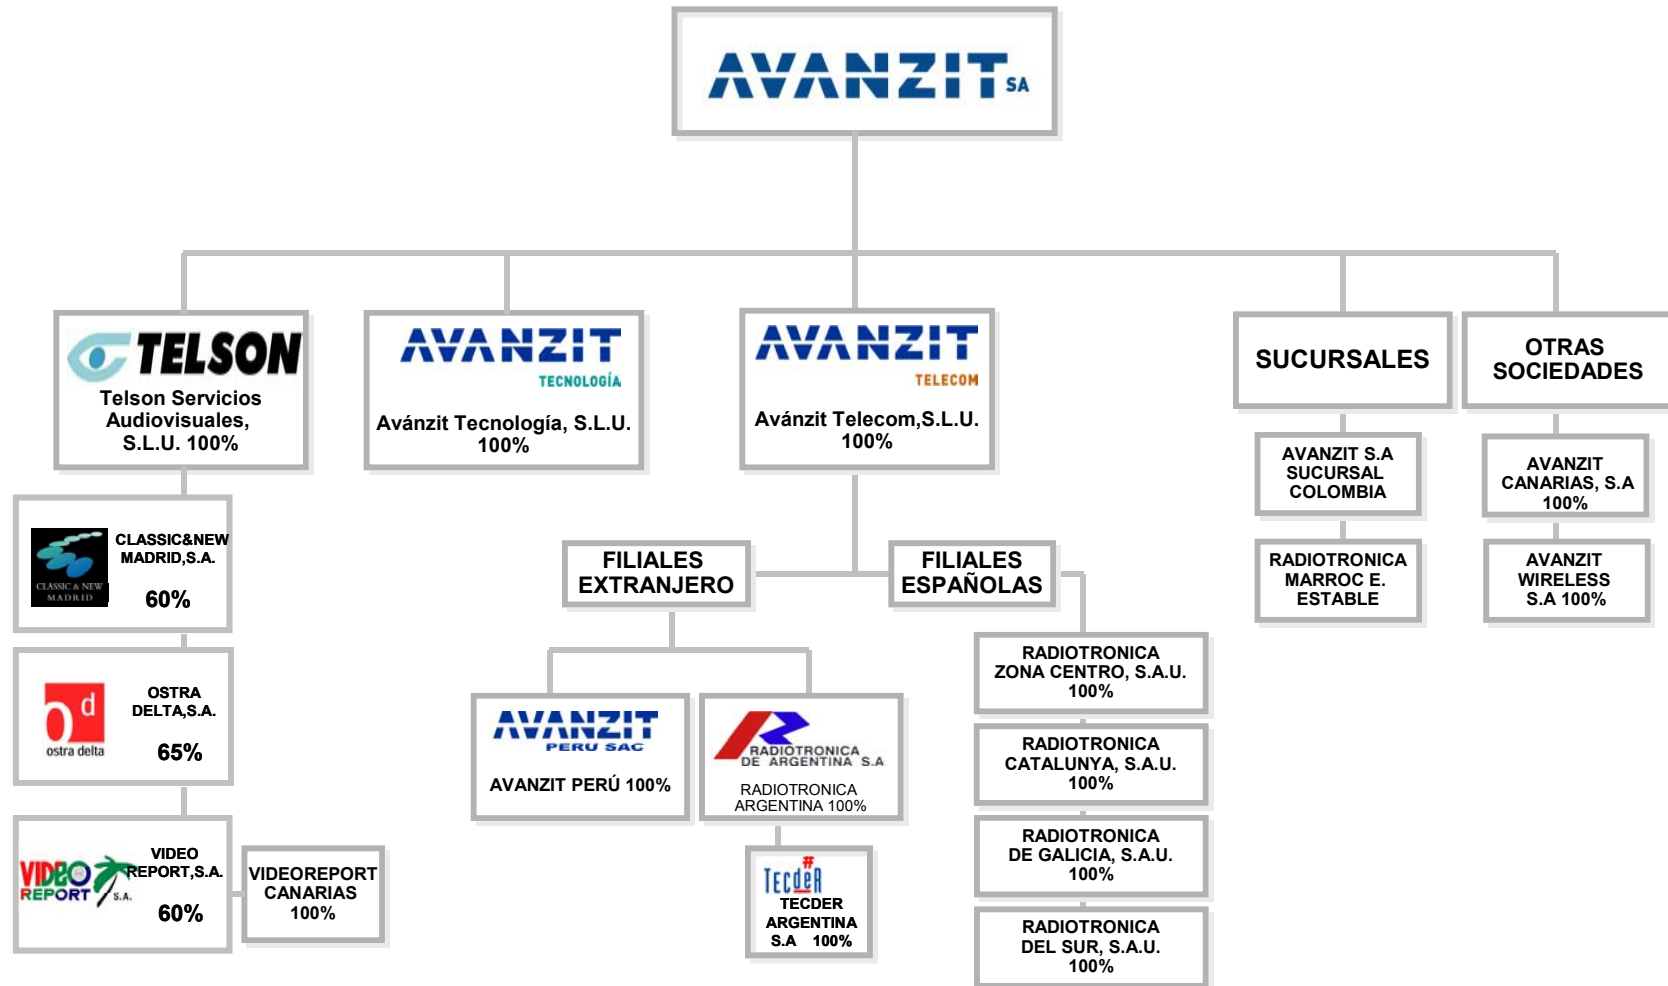 AVANZIT SA
TELSON
Telson Servicios
Audiovisuales,
S.L.U. 100%
AVANZIT
TECNOLOGÍA
Avánzit Tecnología, S.L.U.
100%
AVANZIT
TELECOM
Avánzit Telecom,S.L.U.
100%
SUCURSALES
OTRAS
SOCIEDADES
CLASSIC & NEW
MADRID
CLASSIC&NEW
MADRID,S.A.
60%
ostra delta
OSTRA
DELTA,S.A.
65%
VIDEO
REPORT S.A.
VIDEO
REPORT,S.A.
60%
VIDEOREPORT
CANARIAS
100%
FILIALES
EXTRANJERO
FILIALES
ESPAÑOLAS
AVANZIT
PERU SAC
AVANZIT PERÚ 100%
RADIOTRONICA
DE ARGENTINA S.A
RADIOTRONICA
ARGENTINA 100%
TECdeR
TECDER
ARGENTINA
S.A 100%
RADIOTRONICA
ZONA CENTRO, S.A.U.
100%
RADIOTRONICA
CATALUNYA, S.A.U.
100%
RADIOTRONICA
DE GALICIA, S.A.U.
100%
RADIOTRONICA
DEL SUR, S.A.U.
100%
AVANZIT S.A
SUCURSAL
COLOMBIA
RADIOTRONICA
MARROC E.
ESTABLE
AVANZIT
CANARIAS, S.A
100%
AVANZIT
WIRELESS
S.A 100%